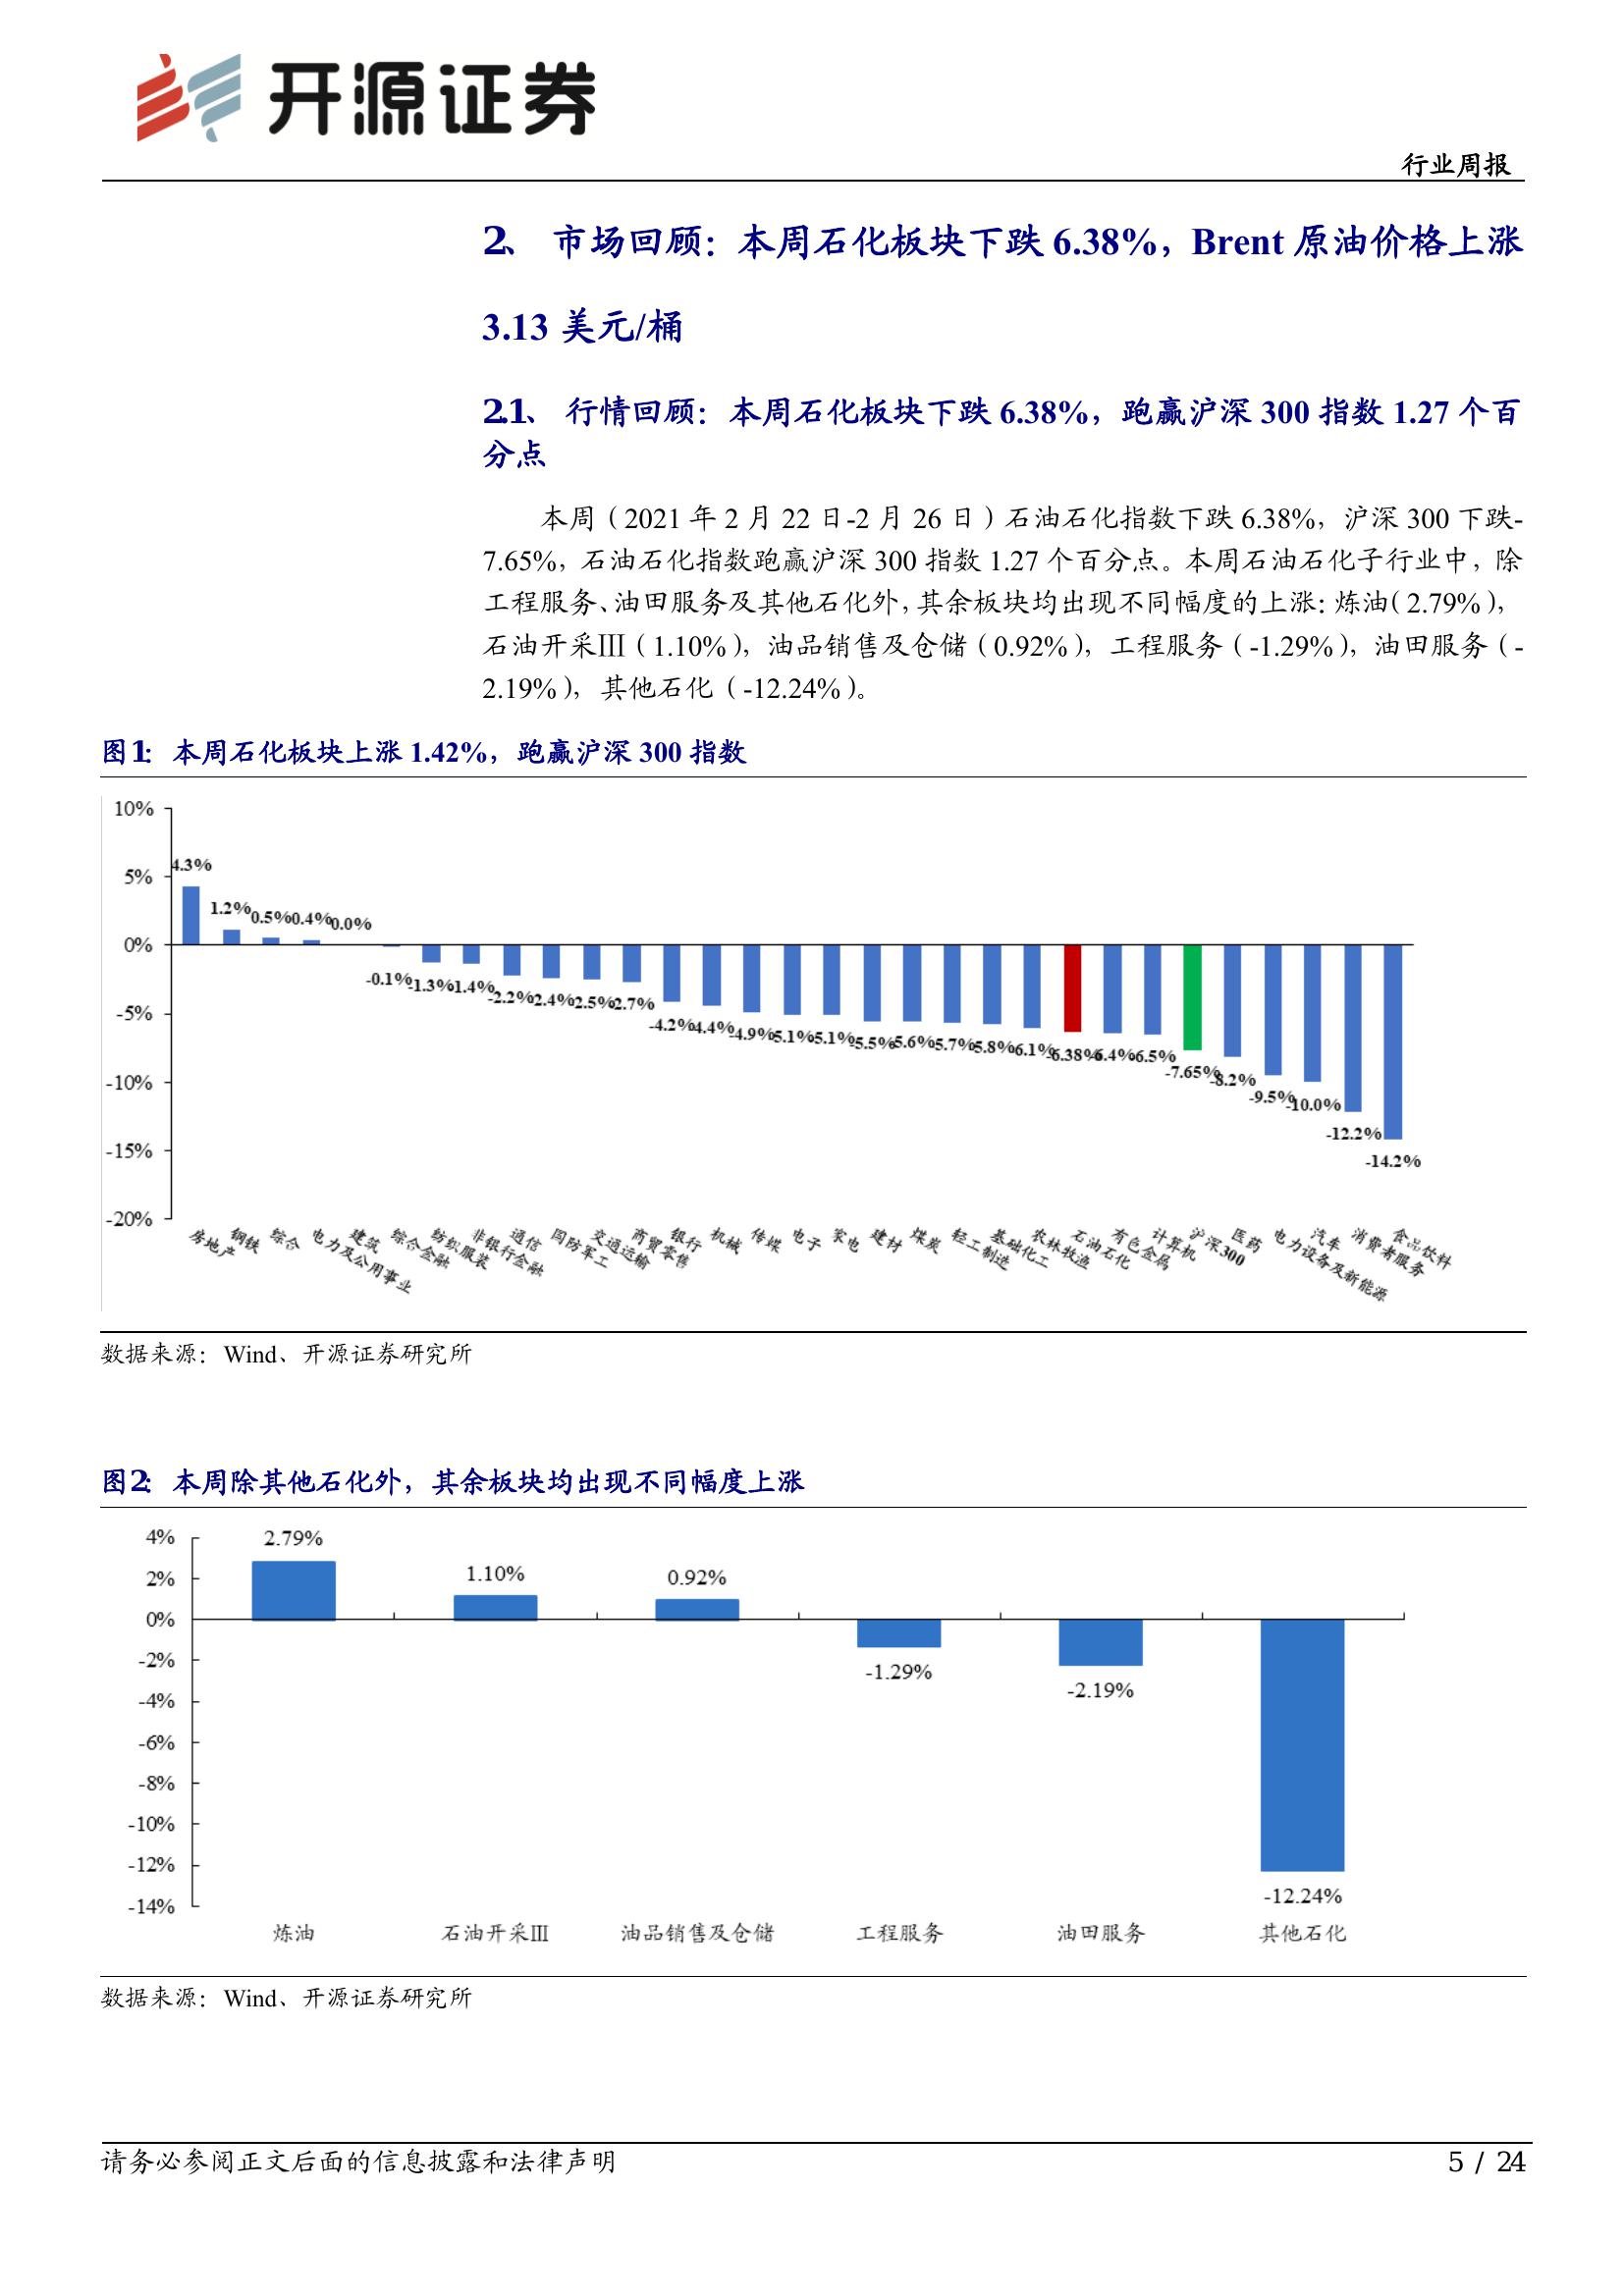 开源证券
行业周报
2、 市场回顾：本周石化板块下跌 6.38%，Brent 原油价格上涨
3.13 美元/桶
2.1、 行情回顾：本周石化板块下跌 6.38%，跑赢沪深 300 指数 1.27 个百
分点
本周（2021 年 2 月 22 日-2 月 26 日）石油石化指数下跌 6.38%，沪深 300 下跌-
7.65%，石油石化指数跑赢沪深 300 指数 1.27 个百分点。本周石油石化子行业中，除
工程服务、油田服务及其他石化外，其余板块均出现不同幅度的上涨：炼油（2.79%），
石油开采Ⅲ（1.10%），油品销售及仓储（0.92%），工程服务（-1.29%），油田服务（-
2.19%），其他石化（-12.24%）。
图1： 本周石化板块上涨 1.42%，跑赢沪深 300 指数
10%
5%
0%
-5%
-10%
-15%
-20%
4.3% 1.2% 0.5% 0.4% 0.0% -0.1% -1.3% -1.4% -2.2% -2.4% -2.5% -2.7% -4.2% -4.4% -4.9% -5.1% -5.1% -5.5% -5.6% -5.7% -5.8% -6.1% -6.38% -6.4% -6.5% -7.65% -8.2% -9.5% -10.0% -12.2% -14.2%
房地产 钢铁 综合 电力及公用事业 建筑 综合金融 纺织服装 非银行金融 通信 国防军工 交通运输 商贸零售 银行 机械 传媒 电子 家电 建材 煤炭 轻工制造 基础化工 农林牧渔 石油石化 有色金属 计算机 沪深300 医药 电力设备及新能源 汽车 消费者服务 食品饮料
数据来源：Wind、开源证券研究所
图2： 本周除其他石化外，其余板块均出现不同幅度上涨
4%
2%
0%
-2%
-4%
-6%
-8%
-10%
-12%
-14%
2.79% 1.10% 0.92% -1.29% -2.19% -12.24%
炼油 石油开采Ⅲ 油品销售及仓储 工程服务 油田服务 其他石化
数据来源：Wind、开源证券研究所
请务必参阅正文后面的信息披露和法律声明
5 / 24